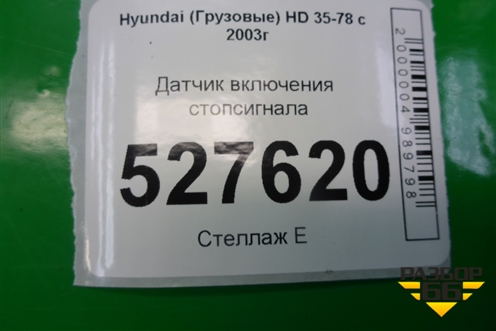 Hyundai (Грузовые) HD 35-78 с
2003г
Датчик включения
стопсигнала
527620
Стеллаж Е
2000004989798
РАЗБОР
66